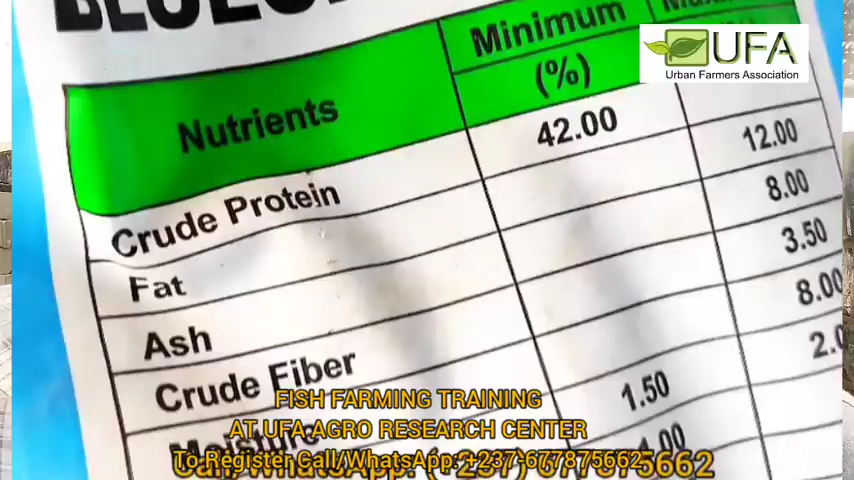 Minimum
UFA
Urban Farmers Association
Nutrients
(%)
42.00
12.00
Crude Protein
8.00
Fat
3.50
Ash
8.00
Crude Fiber
1.50
FISH FARMING TRAINING
AT UFA AGRO RESEARCH CENTER
To Register Call/WhatsApp: +237-677875662